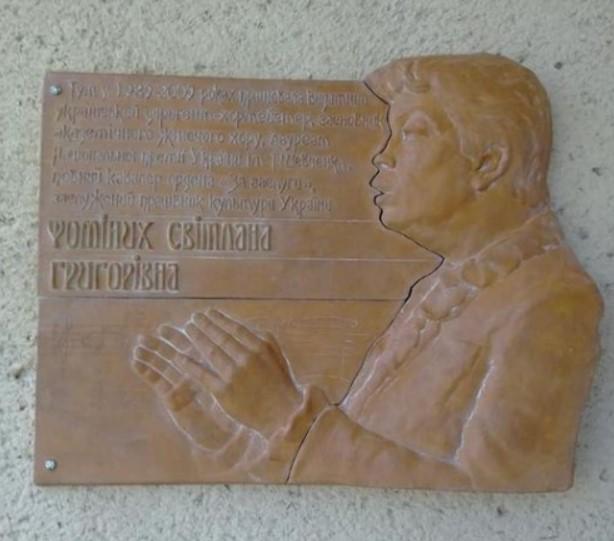 Тут у 1989-2009 роках працювала видатний
український диригент-хормейстер, засновник
академічного жіночого хору, лауреат
Національної премії України ім. Т.Шевченка,
повний кавалер ордена "За заслуги",
заслужений працівник культури України
ФОМІНИХ СВІТЛАНА
ГРИГОРІВНА